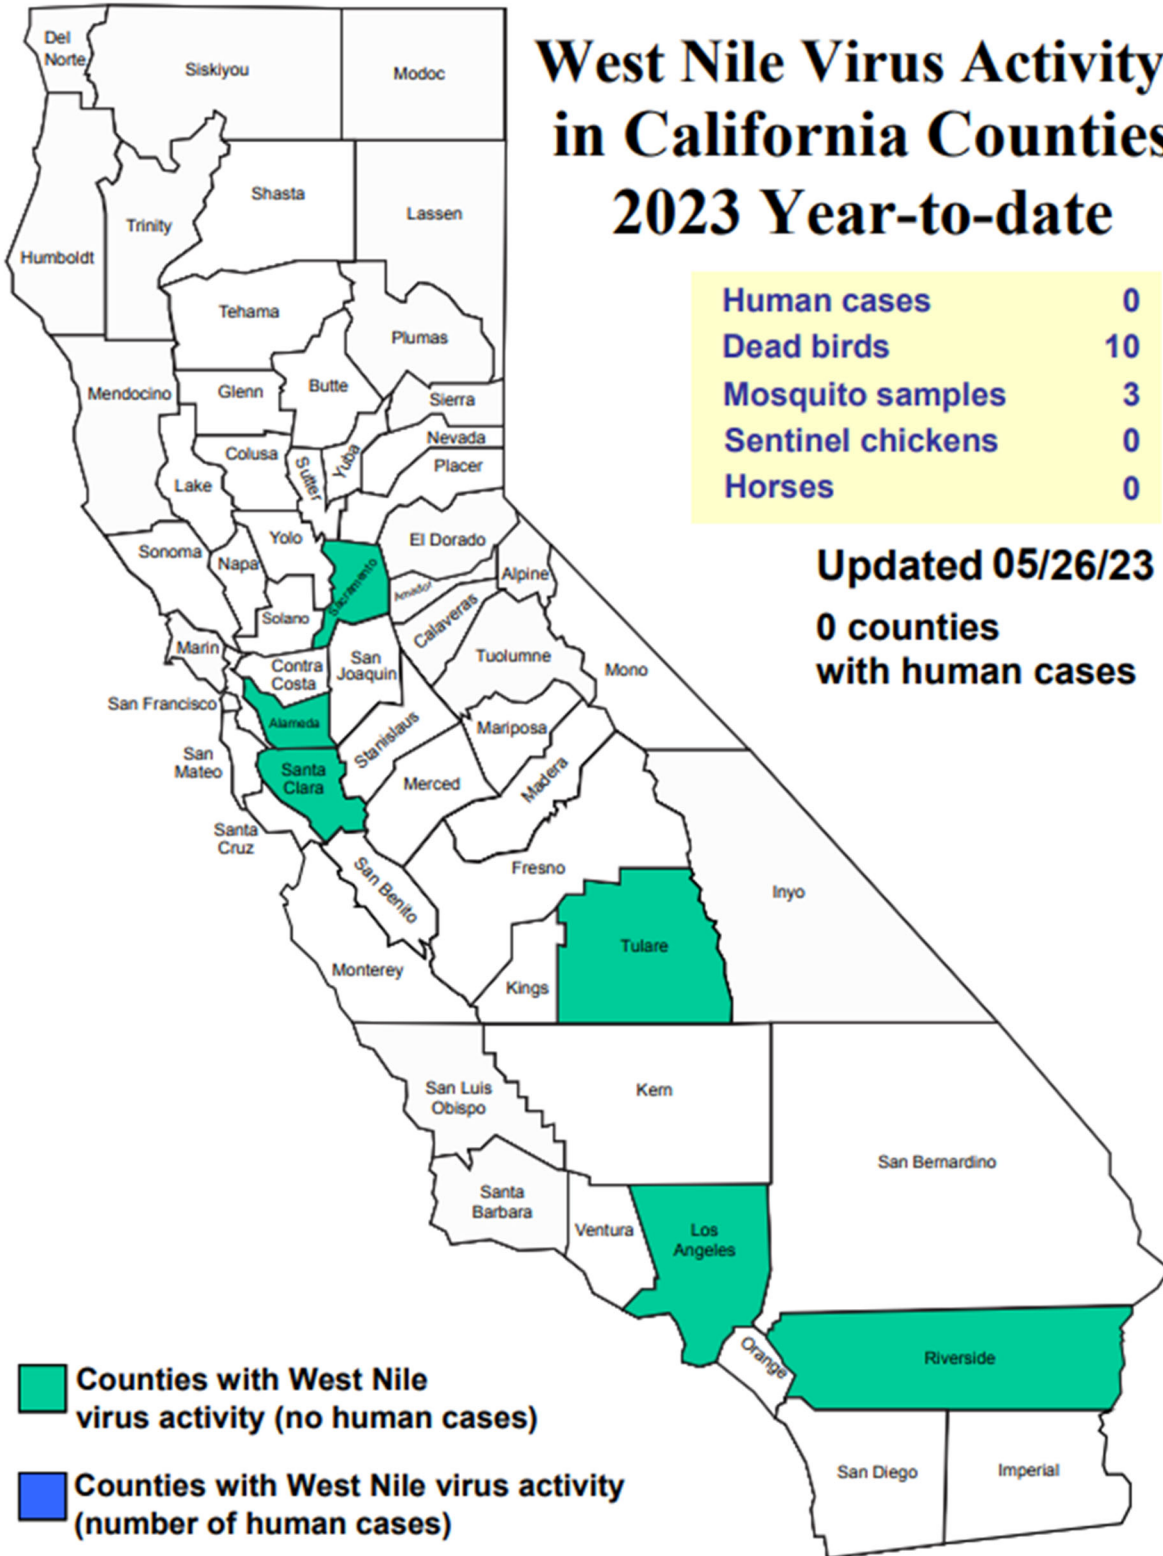 West Nile Virus Activity
in California Counties
2023 Year-to-date
Human cases 0
Dead birds 10
Mosquito samples 3
Sentinel chickens 0
Horses 0
Updated 05/26/23
0 counties
with human cases
Del
Norte
Siskiyou
Modoc
Shasta
Lassen
Trinity
Humboldt
Tehama
Plumas
Mendocino
Glenn
Butte
Sierra
Nevada
Colusa
Sutter
Yuba
Placer
Lake
Yolo
El Dorado
Sonoma
Napa
Sacramento
Alpine
Amador
Solano
Calaveras
Marin
Contra
Costa
San
Joaquin
Tuolumne
Mono
San Francisco
Alameda
Stanislaus
Mariposa
San
Mateo
Santa
Clara
Merced
Madera
Santa
Cruz
Fresno
San Benito
Inyo
Tulare
Monterey
Kings
San Luis
Obispo
Kern
San Bernardino
Santa
Barbara
Ventura
Los
Angeles
Orange
Riverside
San Diego
Imperial
Counties with West Nile
virus activity (no human cases)
Counties with West Nile virus activity
(number of human cases)